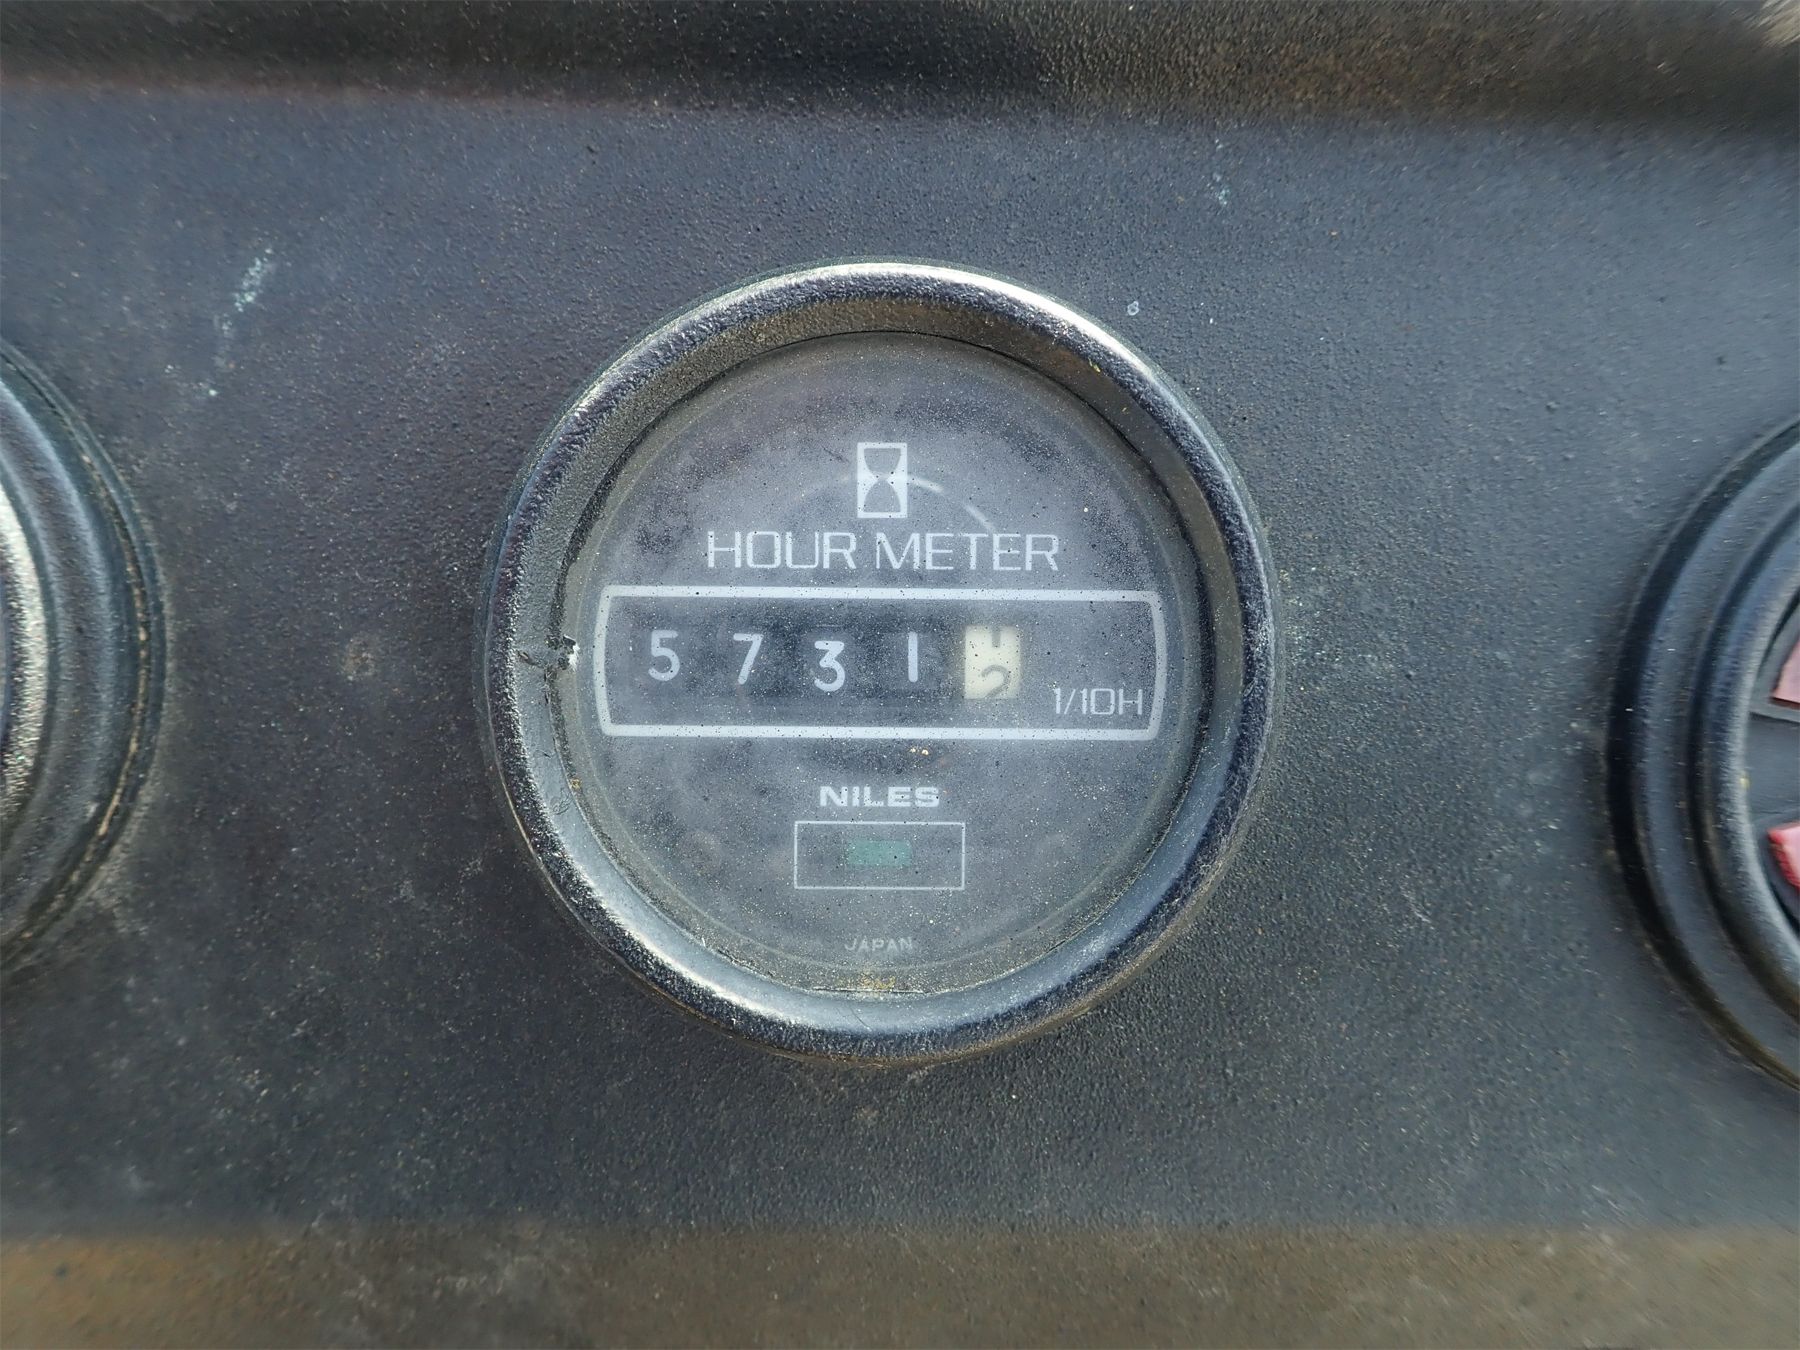 HOUR METER
5731
1/10H
NILES
JAPAN